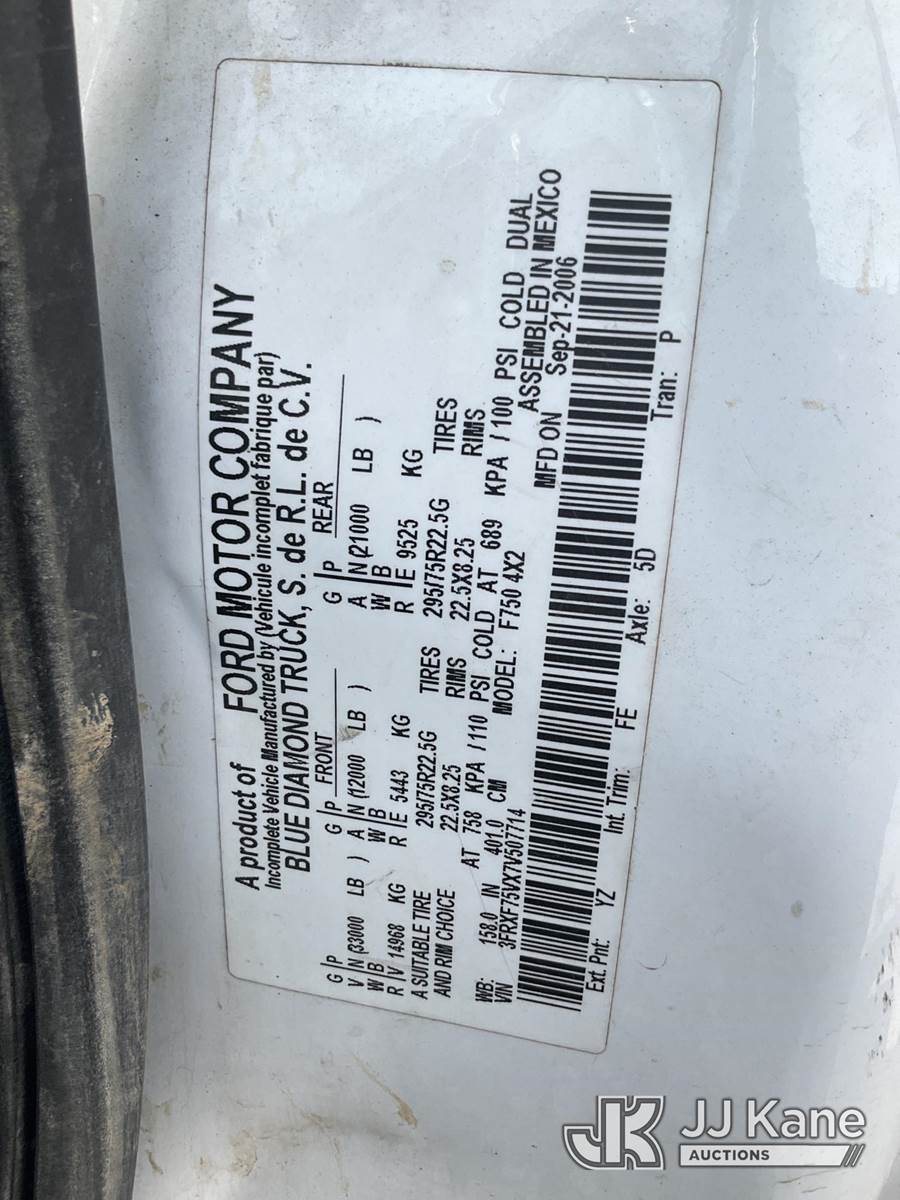 A product of FORD MOTOR COMPANY
Incomplete Vehicle Manufactured by (Vehicule incomplet fabrique par)
BLUE DIAMOND TRUCK, S. de R.L. de C.V.
FRONT REAR
G P G P G P
V N (33000 LB ) A N (12000 LB ) A N (21000 LB )
W B W B W B
R V 14968 KG R E 5443 KG R E 9525 KG
A SUITABLE TIRE 295/75R22.5G TIRES 295/75R22.5G TIRES
AND RIM CHOICE 22.5X8.25 RIMS 22.5X8.25 RIMS
AT 758 KPA / 110 PSI COLD AT 689 KPA / 100 PSI COLD DUAL
WB: 158.0 IN 401.0 CM MODEL: F750 4X2 ASSEMBLED IN MEXICO
VIN 3FRXF75VX7V507714 MFD ON Sep-21-2006
Ext. Pnt: YZ Int. Trim: FE Axle: 5D Tran: P
JK JJ Kane
AUCTIONS